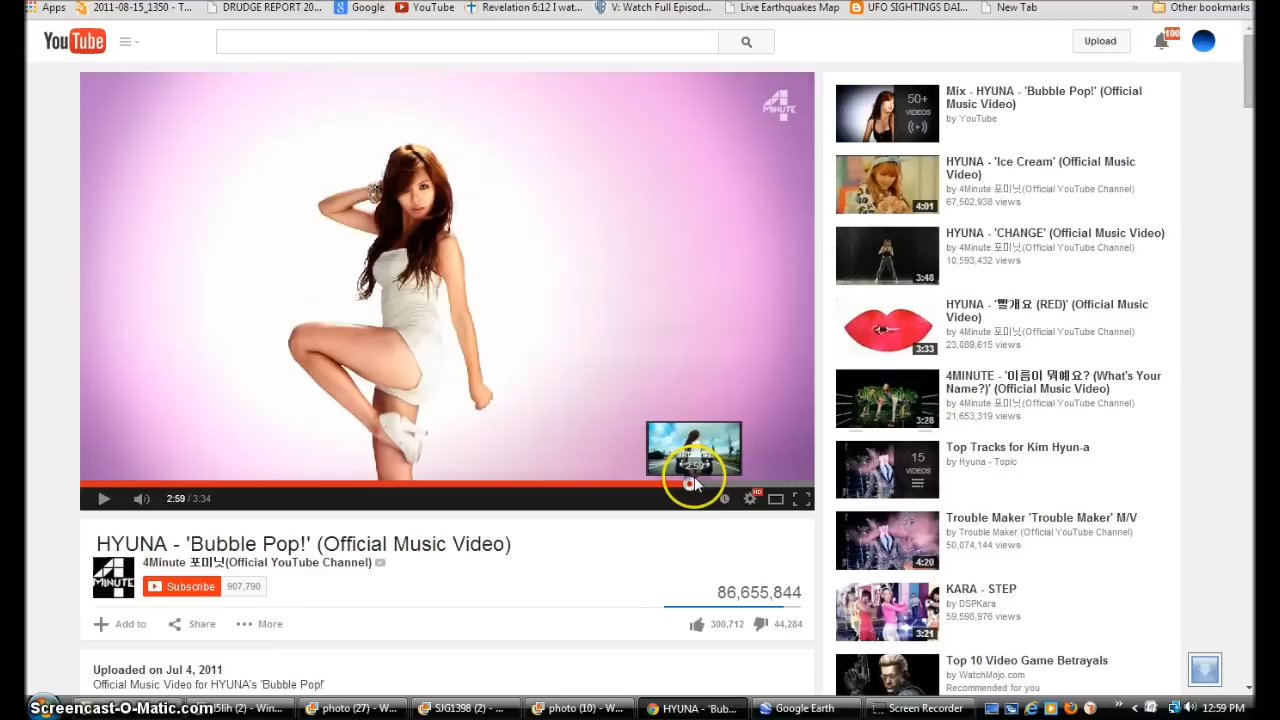 Apps
2011-08-15_1350 - T...
DRUDGE REPORT 20...
Google
YouTube
Revelation 6:12 I wat...
V: Watch Full Episod...
Live Earthquakes Map
UFO SIGHTINGS DAI...
New Tab
»
Other bookmarks
YouTube
Upload
100
4MINUTE
2:59
2:59 / 3:34
HD
HYUNA - 'Bubble Pop!' (Official Music Video)
4MINUTE
4Minute 포미닛(Official YouTube Channel)
Subscribe 907,790
86,655,844
Add to
Share
More
300,712
44,284
Uploaded on Jul 4, 2011
Official Music Video for HYUNA's 'Bubble Pop!'
50+
VIDEOS
Mix - HYUNA - 'Bubble Pop!' (Official
Music Video)
by YouTube
4:01
HYUNA - 'Ice Cream' (Official Music
Video)
by 4Minute 포미닛(Official YouTube Channel)
67,502,938 views
3:48
HYUNA - 'CHANGE' (Official Music Video)
by 4Minute 포미닛(Official YouTube Channel)
10,593,432 views
3:33
HYUNA - '빨개요 (RED)' (Official Music
Video)
by 4Minute 포미닛(Official YouTube Channel)
23,089,615 views
3:28
4MINUTE - '이름이 뭐예요? (What's Your
Name?)' (Official Music Video)
by 4Minute 포미닛(Official YouTube Channel)
21,653,319 views
15
VIDEOS
Top Tracks for Kim Hyun-a
by Hyuna - Topic
4:20
Trouble Maker 'Trouble Maker' M/V
by Trouble Maker (Official YouTube Channel)
50,074,144 views
3:21
KARA - STEP
by DSPKara
59,598,976 views
Top 10 Video Game Betrayals
by WatchMojo.com
Recommended for you
Screencast-O-Matic.com
(2) - Win...
photo (27) - W...
SJG1398 (2) - ...
photo (10) - W...
HYUNA - 'Bub...
Google Earth
Screen Recorder
»
12:59 PM